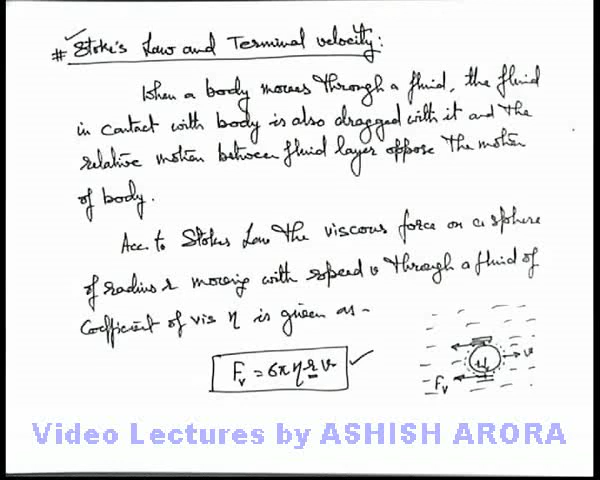 # Stoke's Law and Terminal velocity:
When a body moves through a fluid, the fluid
in contact with body is also dragged with it and the
relative motion between fluid layer oppose the motion
of body.
Acc. to Stokes Law the viscous force on a sphere
of radius r moving with speed v through a fluid of
Coefficient of vis η is given as -
F_v = 6πη r v
v
r
F_v
Video Lectures by ASHISH ARORA